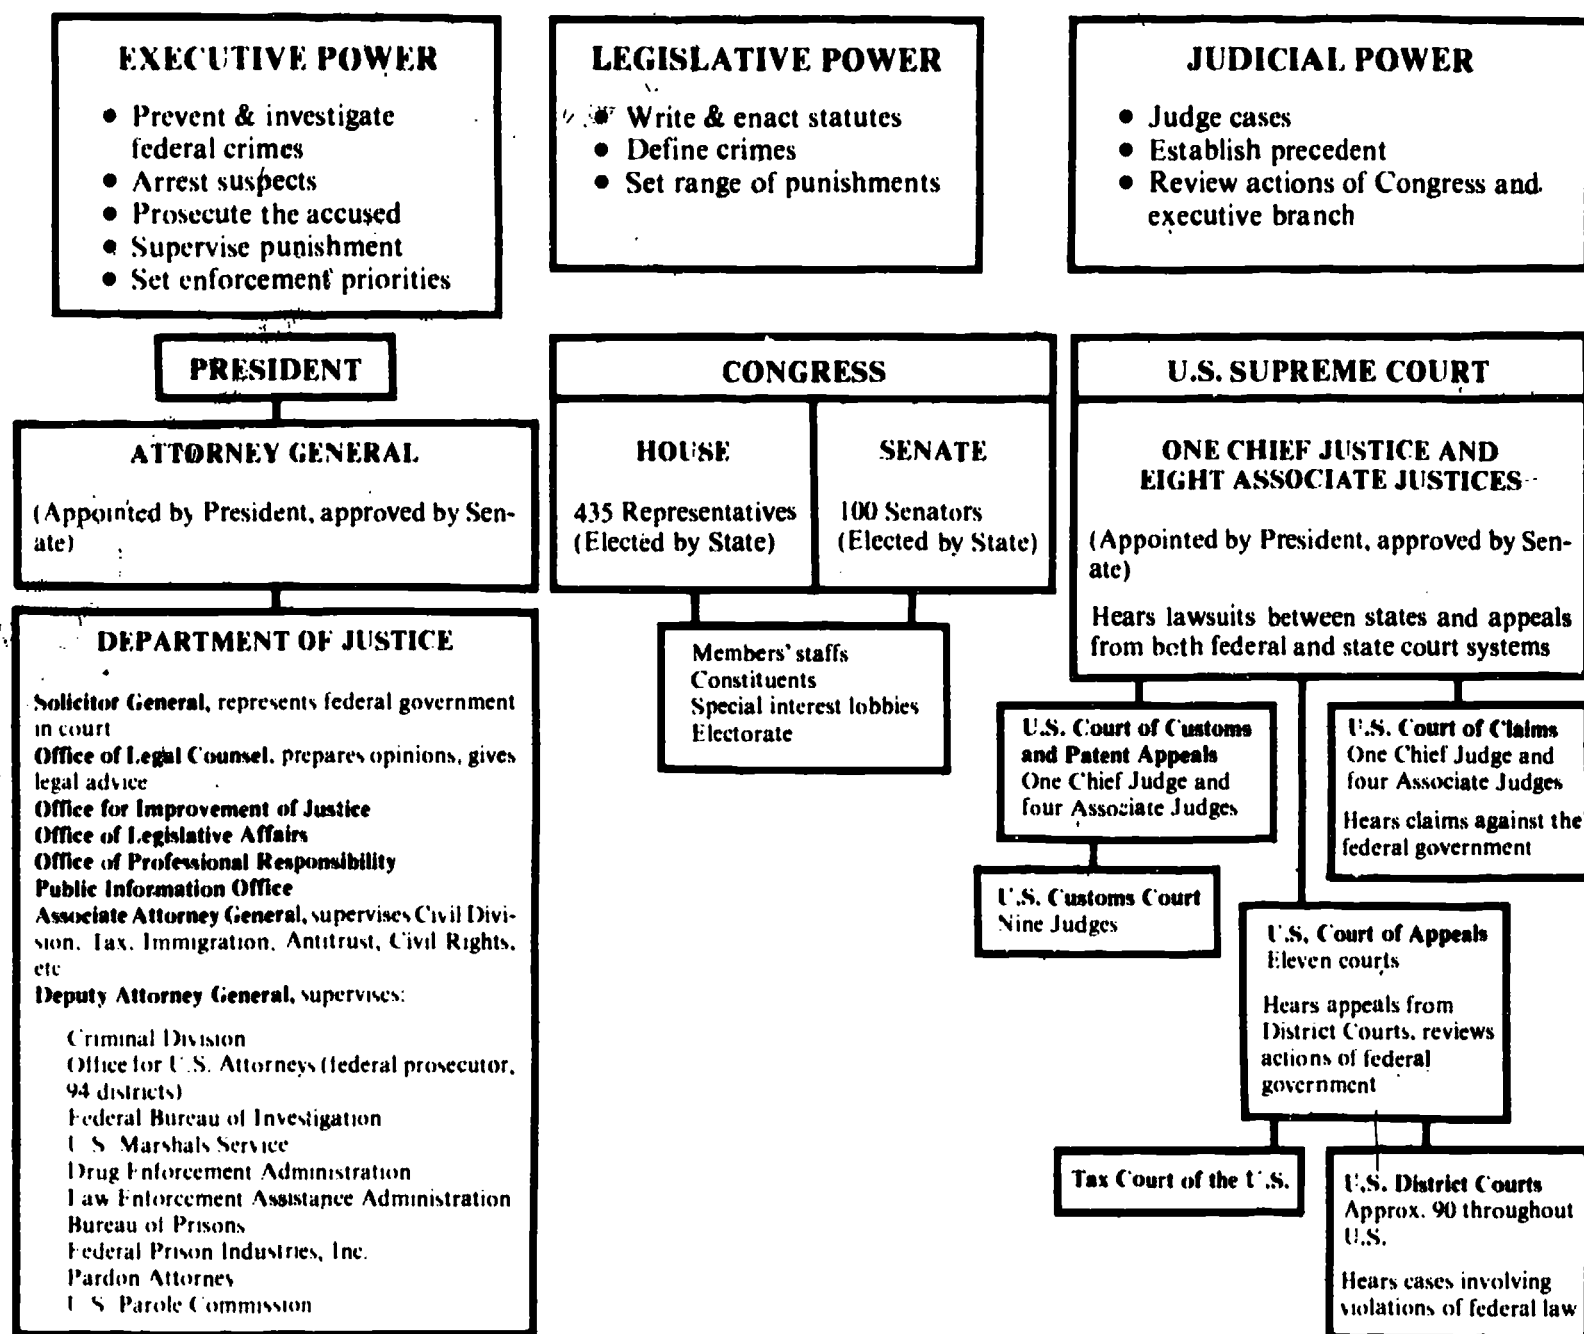 EXECUTIVE POWER
● Prevent & investigate
federal crimes
● Arrest suspects
● Prosecute the accused
● Supervise punishment
● Set enforcement priorities
LEGISLATIVE POWER
● Write & enact statutes
● Define crimes
● Set range of punishments
JUDICIAL POWER
● Judge cases
● Establish precedent
● Review actions of Congress and
executive branch
PRESIDENT
ATTORNEY GENERAL
(Appointed by President, approved by Sen-
ate)
DEPARTMENT OF JUSTICE
Solicitor General, represents federal government
in court
Office of Legal Counsel, prepares opinions, gives
legal advice
Office for Improvement of Justice
Office of Legislative Affairs
Office of Professional Responsibility
Public Information Office
Associate Attorney General, supervises Civil Divi-
sion, Tax, Immigration, Antitrust, Civil Rights,
etc
Deputy Attorney General, supervises:
Criminal Division
Office for U.S. Attorneys (federal prosecutor,
94 districts)
Federal Bureau of Investigation
U.S. Marshals Service
Drug Enforcement Administration
Law Enforcement Assistance Administration
Bureau of Prisons
Federal Prison Industries, Inc.
Pardon Attorney
U.S. Parole Commission
CONGRESS
HOUSE
435 Representatives
(Elected by State)
SENATE
100 Senators
(Elected by State)
Members' staffs
Constituents
Special interest lobbies
Electorate
U.S. SUPREME COURT
ONE CHIEF JUSTICE AND
EIGHT ASSOCIATE JUSTICES
(Appointed by President, approved by Sen-
ate)
Hears lawsuits between states and appeals
from both federal and state court systems
U.S. Court of Customs
and Patent Appeals
One Chief Judge and
four Associate Judges
U.S. Customs Court
Nine Judges
U.S. Court of Claims
One Chief Judge and
four Associate Judges
Hears claims against the
federal government
U.S. Court of Appeals
Eleven courts
Hears appeals from
District Courts, reviews
actions of federal
government
Tax Court of the U.S.
U.S. District Courts
Approx. 90 throughout
U.S.
Hears cases involving
violations of federal law